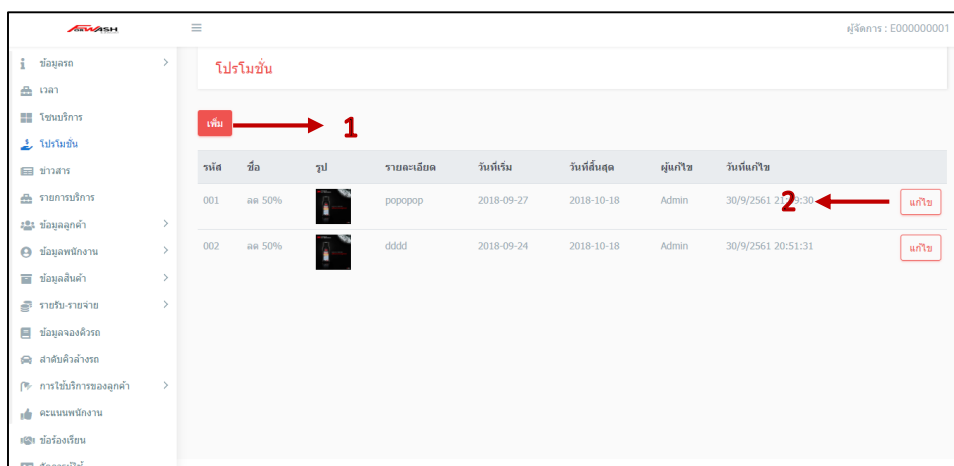 ผู้จัดการ : E000000001
ข้อมูลรถ
เวลา
โซนบริการ
โปรโมชั่น
ข่าวสาร
รายการบริการ
ข้อมูลลูกค้า
ข้อมูลพนักงาน
ข้อมูลสินค้า
รายรับ-รายจ่าย
ข้อมูลจองคิวรถ
ลำดับคิวล้างรถ
การใช้บริการของลูกค้า
คะแนนพนักงาน
ข้อร้องเรียน
โปรโมชั่น
เพิ่ม 1
รหัส ชื่อ รูป รายละเอียด วันที่เริ่ม วันที่สิ้นสุด ผู้แก้ไข วันที่แก้ไข
001 ลด 50% popopop 2018-09-27 2018-10-18 Admin 30/9/2561 2 แก้ไข
002 ลด 50% dddd 2018-09-24 2018-10-18 Admin 30/9/2561 20:51:31 แก้ไข